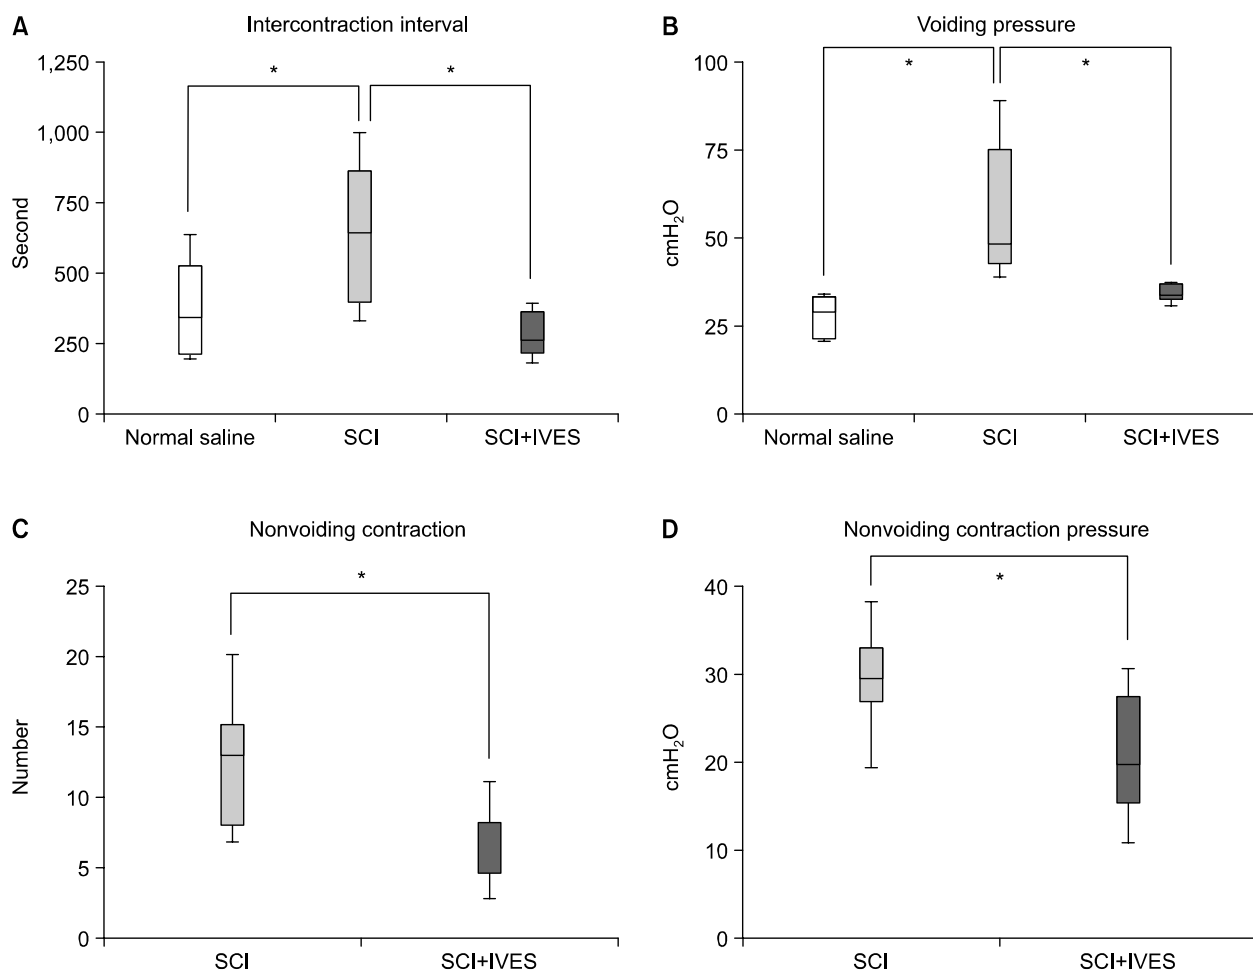 A
Intercontraction interval
1,250
1,000
750
500
250
0
Second
*
*
Normal saline
SCI
SCI+IVES
B
Voiding pressure
100
75
50
25
0
cmH₂O
*
*
Normal saline
SCI
SCI+IVES
C
Nonvoiding contraction
25
20
15
10
5
0
Number
*
SCI
SCI+IVES
D
Nonvoiding contraction pressure
40
30
20
10
0
cmH₂O
*
SCI
SCI+IVES